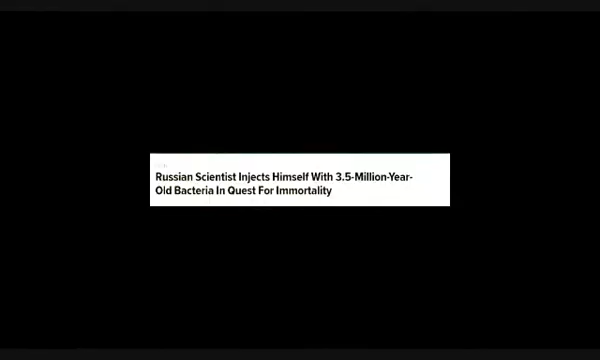 Russian Scientist Injects Himself With 3.5-Million-Year-
Old Bacteria In Quest For Immortality